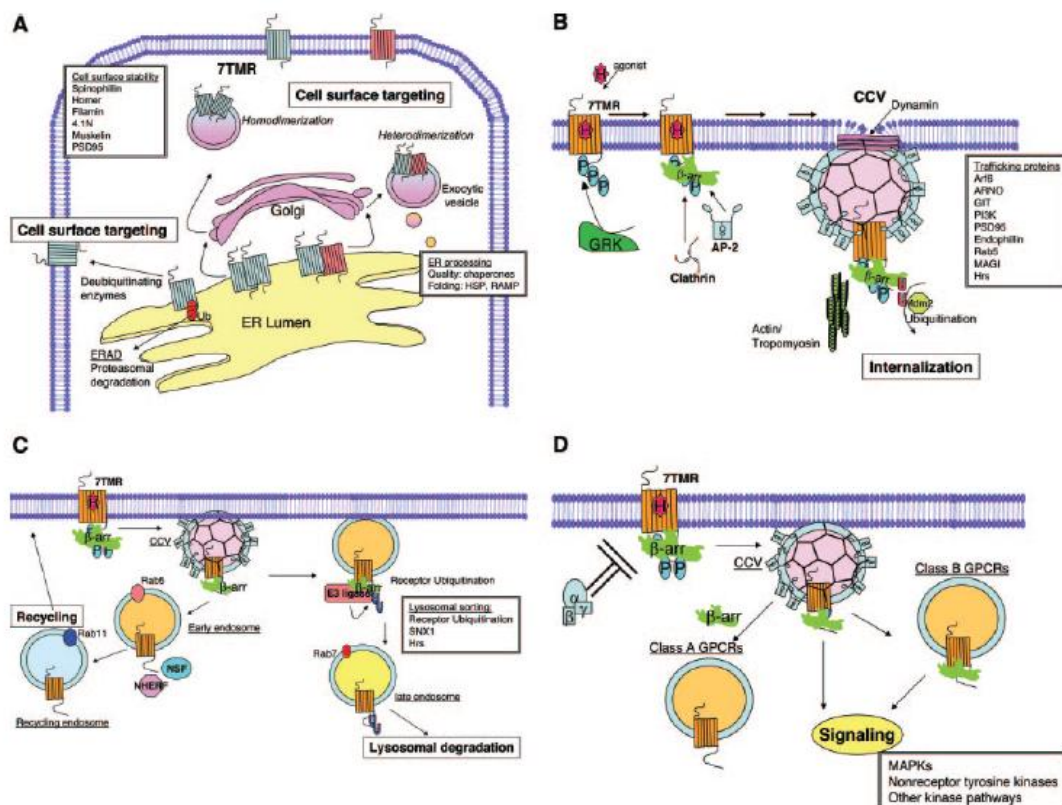 A
7TMR
Cell surface stability
Spinophillin
Homer
Filamin
4.1N
Muskelin
PSD95
Cell surface targeting
Homodimerization
Heterodimerization
Exocytic
vesicle
Golgi
Cell surface targeting
Deubiquitinating
enzymes
Ub
ER Lumen
ER processing
Quality: chaperones
Folding: HSP, RAMP
ERAD
Proteasomal
degradation
B
agonist
7TMR
H
H
CCV
Dynamin
P
P
P
β-arr
GRK
AP-2
Clathrin
Trafficking proteins
Arf6
ARNO
GIT
PI3K
PSD95
Endophillin
Rab5
MAGI
Hrs
β-arr
Mdm2
Ubiquitination
Actin/
Tropomyosin
Internalization
C
7TMR
β-arr
CCV
β-arr
β-arr
Receptor Ubiquitination
E3 ligase
Lysosomal sorting:
Receptor Ubiquitination
SNX1
Hrs
Recycling
Rab11
Early endosome
NSF
NHERF
Recycling endosome
Rab7
late endosome
Lysosomal degradation
D
7TMR
H
β-arr
P
P
CCV
α
β
γ
β-arr
Class A GPCRs
Class B GPCRs
Signaling
MAPKs
Nonreceptor tyrosine kinases
Other kinase pathways